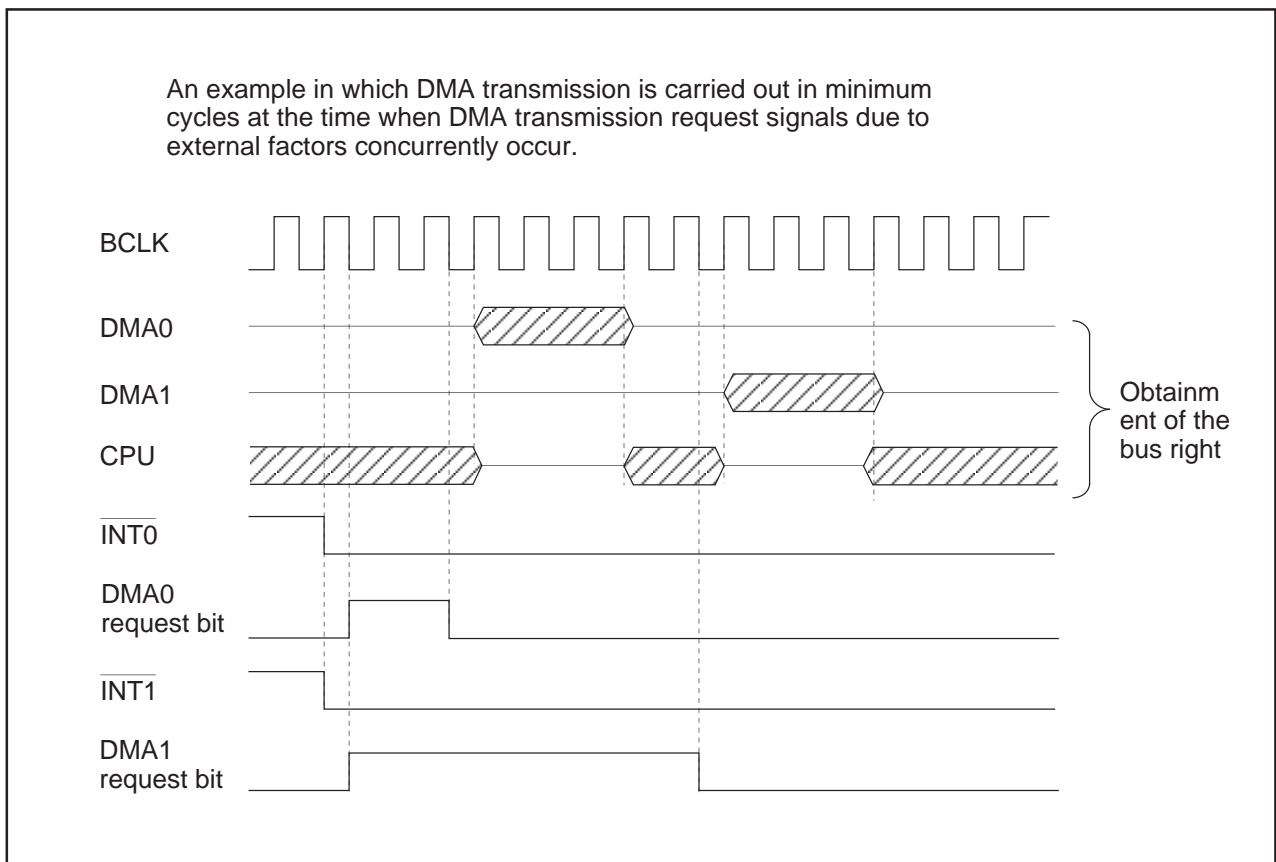 An example in which DMA transmission is carried out in minimum
cycles at the time when DMA transmission request signals due to
external factors concurrently occur.
BCLK
DMA0
DMA1
CPU
Obtainm
ent of the
bus right
INT0
DMA0
request bit
INT1
DMA1
request bit